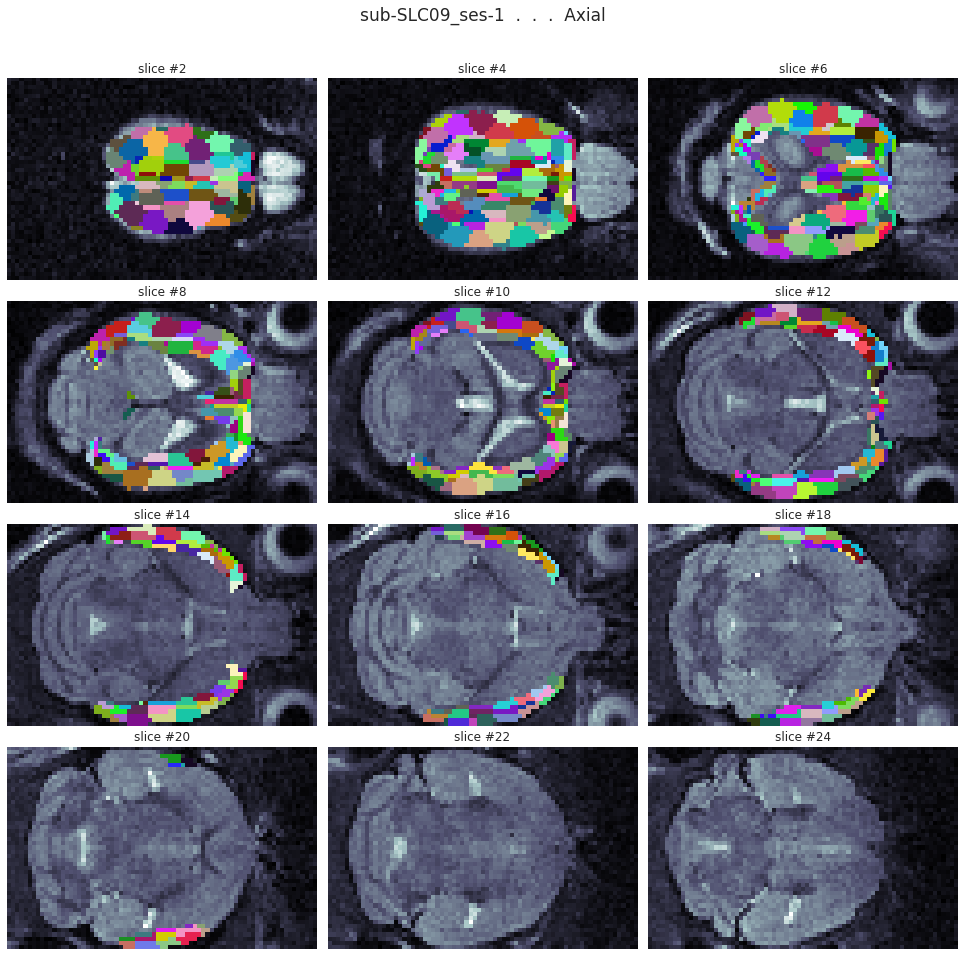 sub-SLC09_ses-1 . . . Axial
slice #2
slice #4
slice #6
slice #8
slice #10
slice #12
slice #14
slice #16
slice #18
slice #20
slice #22
slice #24